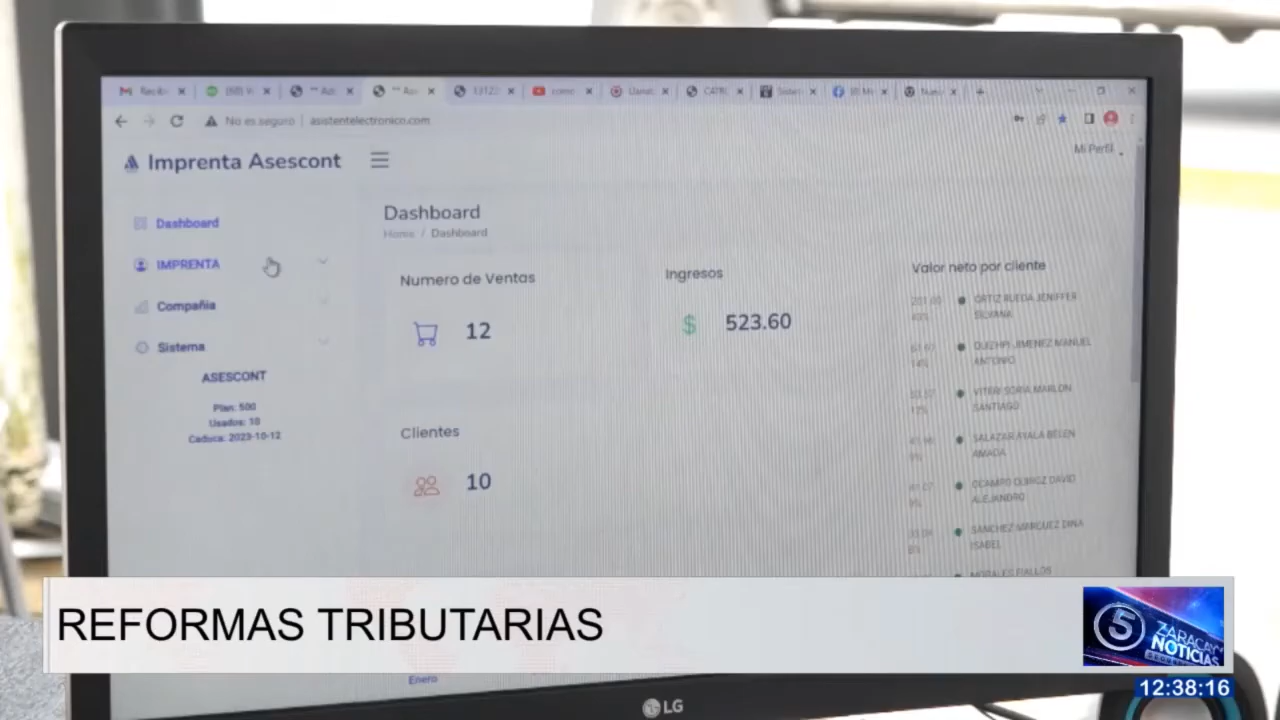 No es seguro | asistentelectronico.com
Imprenta Asescont
Mi Perfil
Dashboard
IMPRENTA
Compañia
Sistema
ASESCONT
Plan: 500
Usados: 10
Caduca: 2023-10-12
Dashboard
Home / Dashboard
Numero de Ventas
12
Ingresos
$ 523.60
Clientes
10
Valor neto por cliente
ORTIZ RUEDA JENIFFER
SILVANA
QUIZHPI JIMENEZ MANUEL
ANTONIO
VITERI SORIA MARLON
SANTIAGO
SALAZAR AYALA BELEN
AMADA
OCAMPO QUIROZ DAVID
ALEJANDRO
SANCHEZ MARQUEZ DINA
ISABEL
REFORMAS TRIBUTARIAS
5
ZARACAY
NOTICIAS
12:38:16
Enero
LG